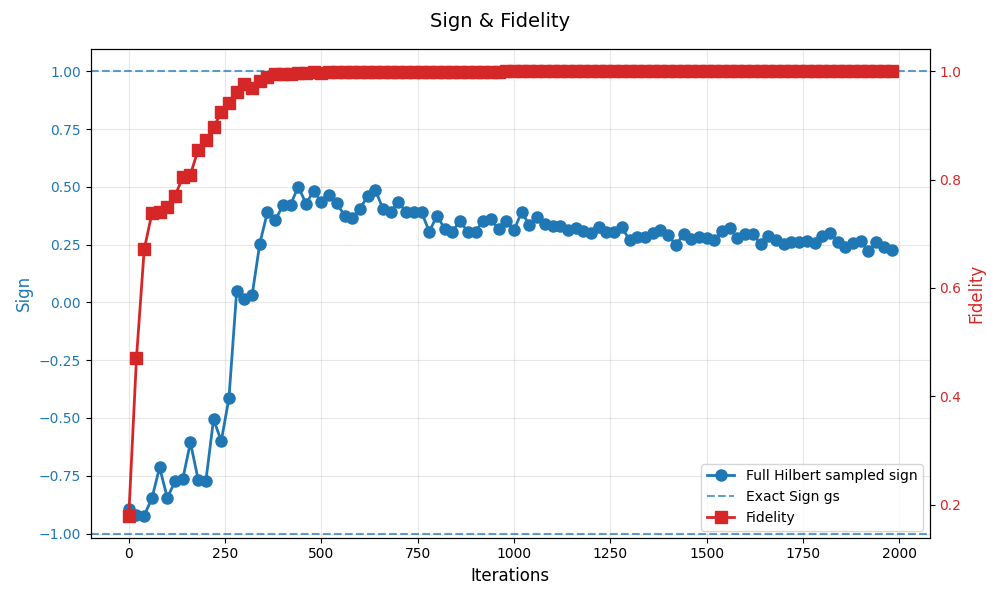 Sign & Fidelity
1.00
0.75
0.50
0.25
0.00
−0.25
−0.50
−0.75
−1.00
Sign
1.0
0.8
0.6
0.4
0.2
Fidelity
Full Hilbert sampled sign
Exact Sign gs
Fidelity
0 250 500 750 1000 1250 1500 1750 2000
Iterations